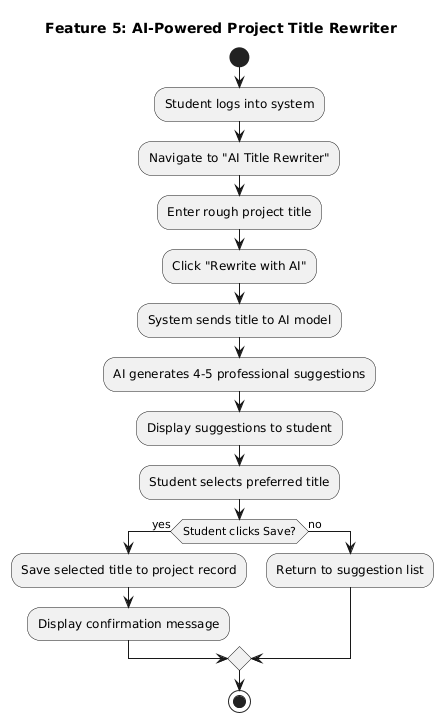 Feature 5: AI-Powered Project Title Rewriter
Student logs into system
Navigate to "AI Title Rewriter"
Enter rough project title
Click "Rewrite with AI"
System sends title to AI model
AI generates 4-5 professional suggestions
Display suggestions to student
Student selects preferred title
yes
Student clicks Save?
no
Save selected title to project record
Return to suggestion list
Display confirmation message